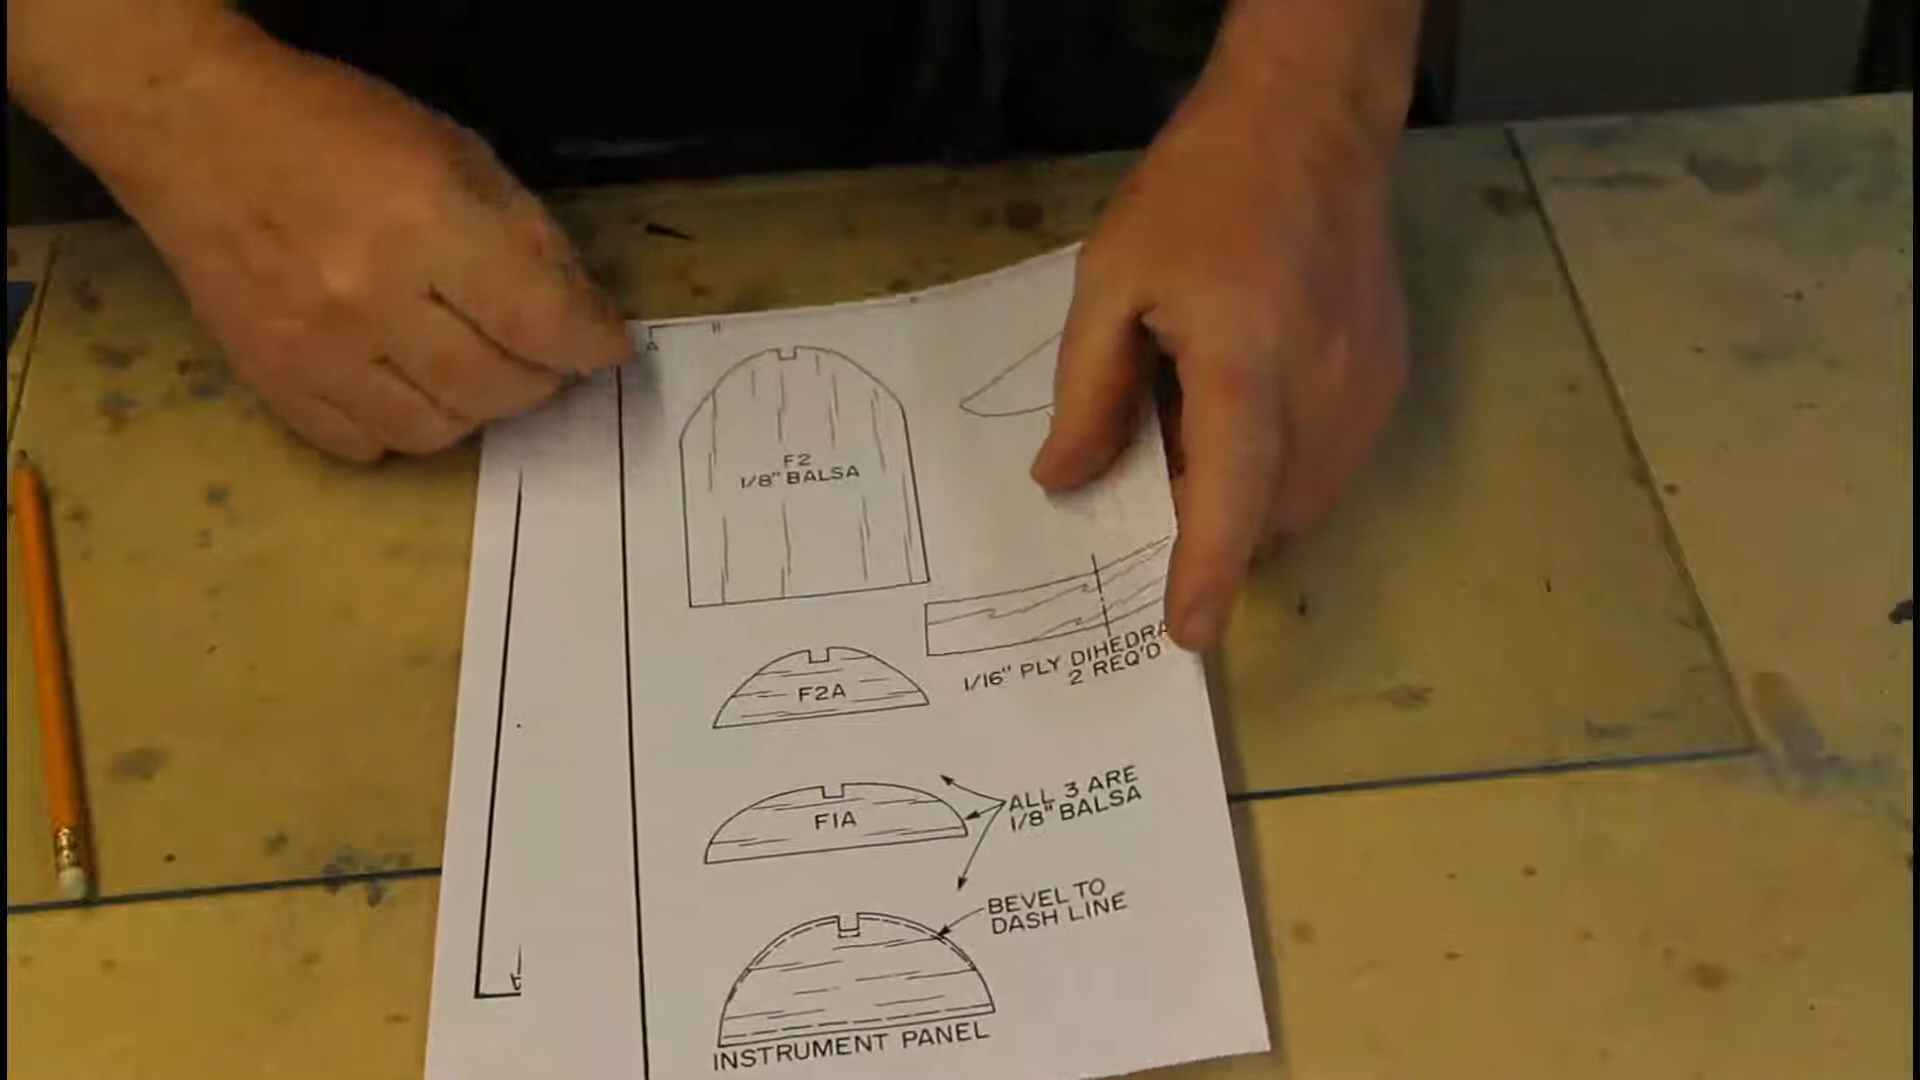 F2
1/8" BALSA
1/16" PLY DIHEDRA
2 REQ'D
F2A
F1A
ALL 3 ARE
1/8" BALSA
BEVEL TO
DASH LINE
INSTRUMENT PANEL